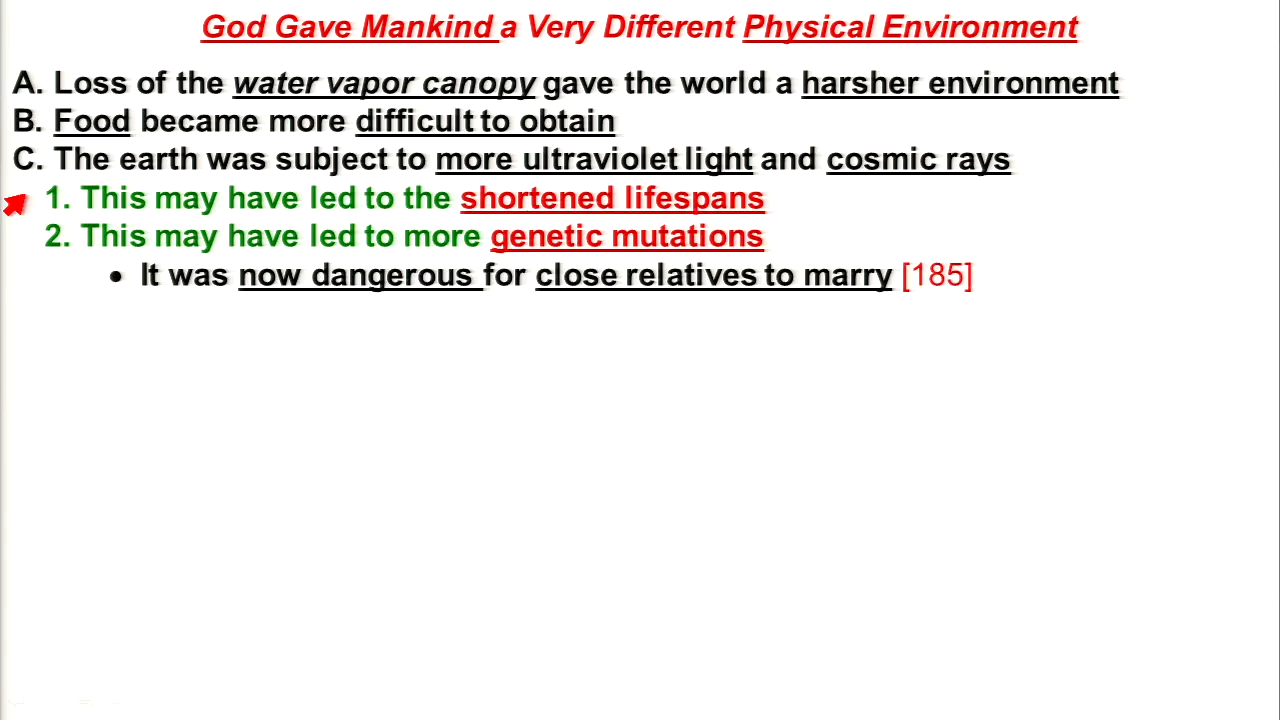 God Gave Mankind a Very Different Physical Environment
A. Loss of the water vapor canopy gave the world a harsher environment
B. Food became more difficult to obtain
C. The earth was subject to more ultraviolet light and cosmic rays
1. This may have led to the shortened lifespans
2. This may have led to more genetic mutations
• It was now dangerous for close relatives to marry [185]